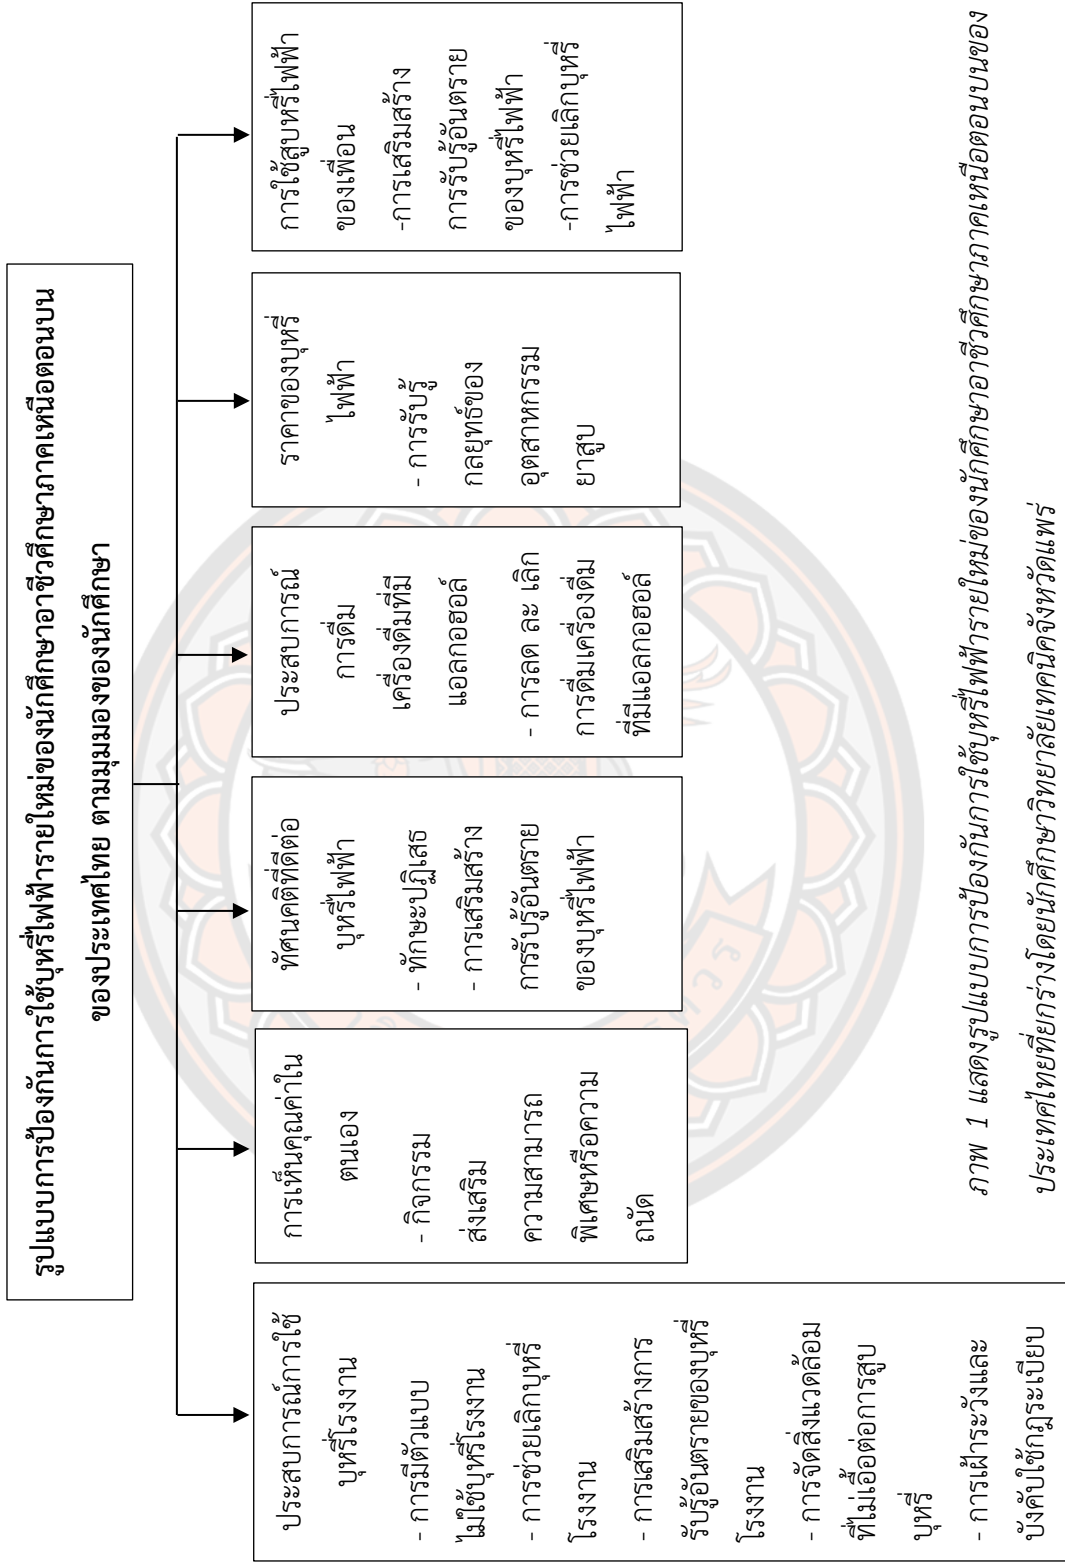 รูปแบบการป้องกันการใช้บุหรี่ไฟฟ้ารายใหม่ของนักศึกษาอาชีวศึกษาภาคเหนือตอนบน
ของประเทศไทย ตามมุมมองของนักศึกษา
ประสบการณ์การใช้
บุหรี่โรงงาน
- การมีตัวแบบ
ไม่ใช้บุหรี่โรงงาน
- การช่วยเลิกบุหรี่
โรงงาน
- การเสริมสร้างการ
รับรู้อันตรายของบุหรี่
โรงงาน
- การจัดสิ่งแวดล้อม
ที่ไม่เอื้อต่อการสูบ
บุหรี่
- การเฝ้าระวังและ
บังคับใช้กฎระเบียบ
การเห็นคุณค่าใน
ตนเอง
- กิจกรรม
ส่งเสริม
ความสามารถ
พิเศษหรือความ
ถนัด
ทัศนคติที่ดีต่อ
บุหรี่ไฟฟ้า
- ทักษะปฏิเสธ
- การเสริมสร้าง
การรับรู้อันตราย
ของบุหรี่ไฟฟ้า
ประสบการณ์
การดื่ม
เครื่องดื่มที่มี
แอลกอฮอล์
- การลด ละ เลิก
การดื่มเครื่องดื่ม
ที่มีแอลกอฮอล์
ราคาของบุหรี่
ไฟฟ้า
- การรับรู้
กลยุทธ์ของ
อุตสาหกรรม
ยาสูบ
การใช้สูบบุหรี่ไฟฟ้า
ของเพื่อน
-การเสริมสร้าง
การรับรู้อันตราย
ของบุหรี่ไฟฟ้า
-การช่วยเลิกบุหรี่
ไฟฟ้า
ภาพ 1 แสดงรูปแบบการป้องกันการใช้บุหรี่ไฟฟ้ารายใหม่ของนักศึกษาอาชีวศึกษาภาคเหนือตอนบนของ
ประเทศไทยที่ยกร่างโดยนักศึกษาวิทยาลัยเทคนิคจังหวัดแพร่